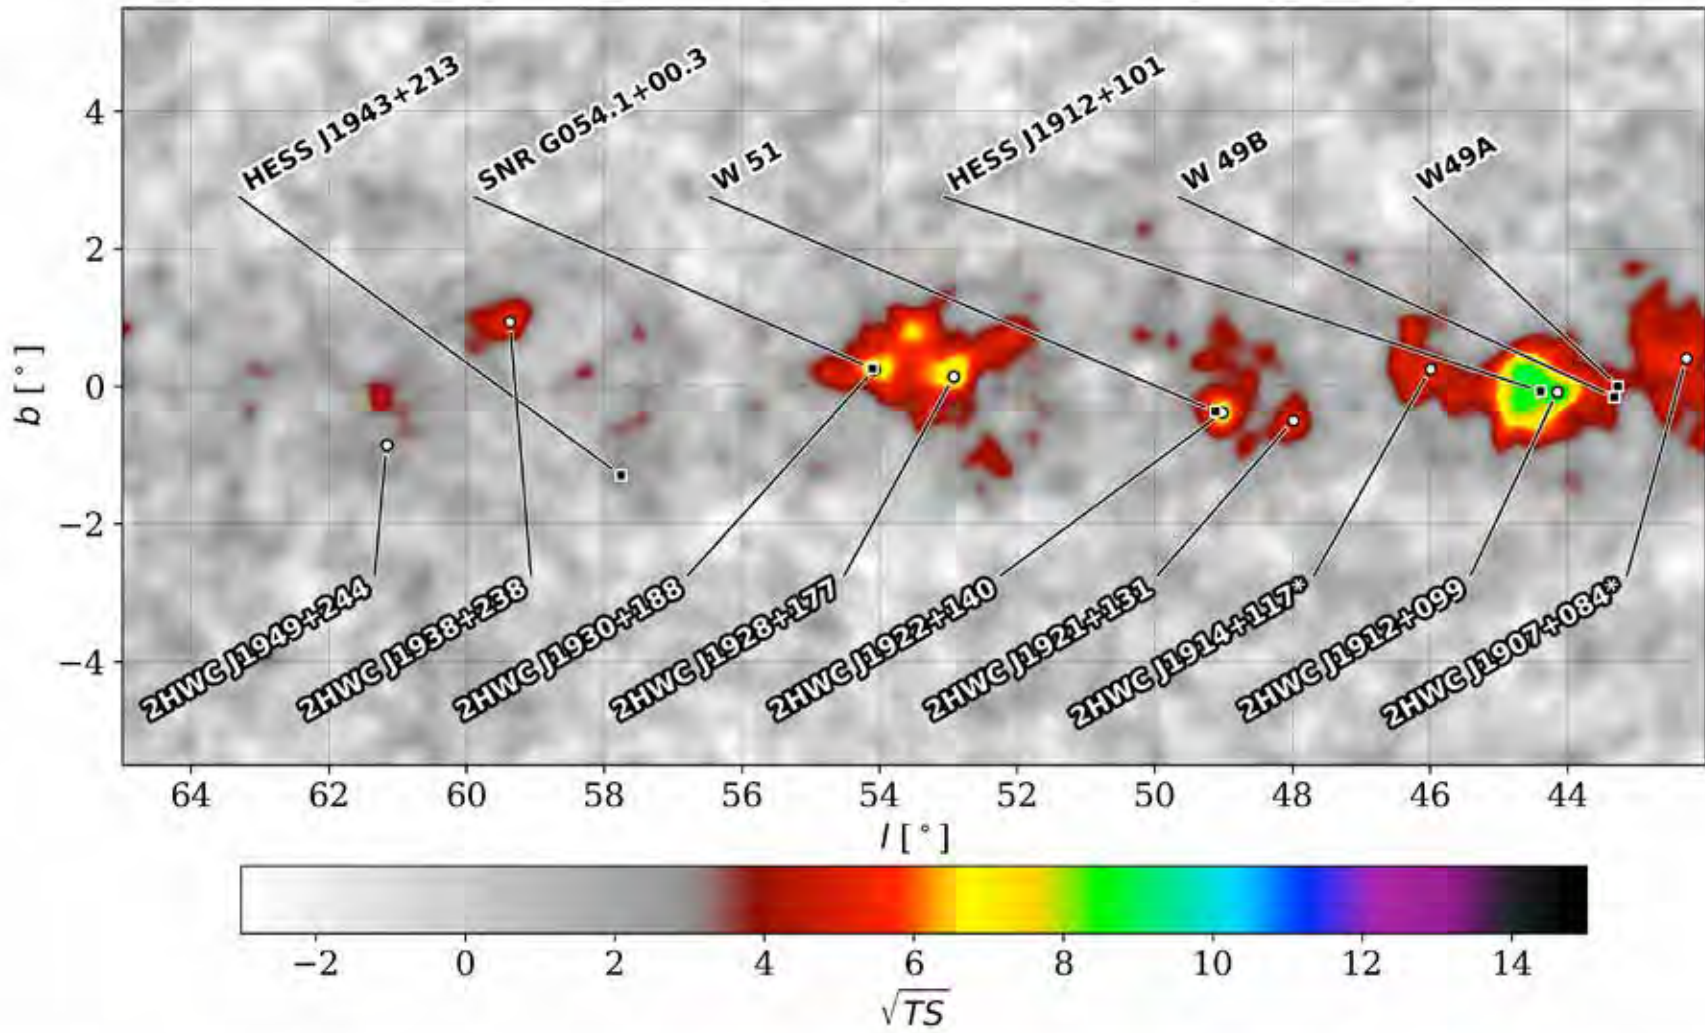 HESS J1943+213
SNR G054.1+00.3
W 51
HESS J1912+101
W 49B
W49A
4
2
0
−2
−4
b [°]
2HWC J1949+244
2HWC J1938+238
2HWC J1930+188
2HWC J1928+177
2HWC J1922+140
2HWC J1921+131
2HWC J1914+117*
2HWC J1912+099
2HWC J1907+084*
64 62 60 58 56 54 52 50 48 46 44
l [°]
−2 0 2 4 6 8 10 12 14
√TS